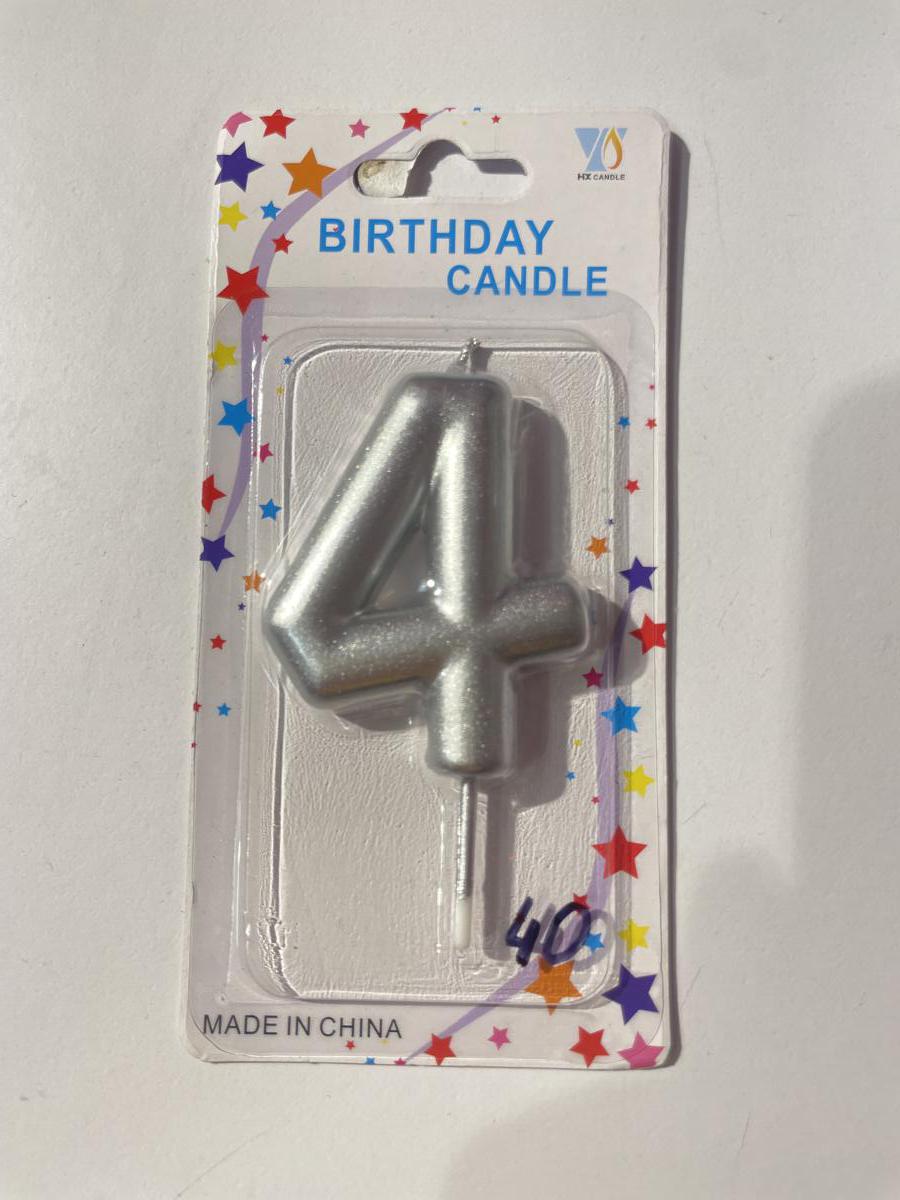 HX CANDLE
BIRTHDAY
CANDLE
4
40
MADE IN CHINA